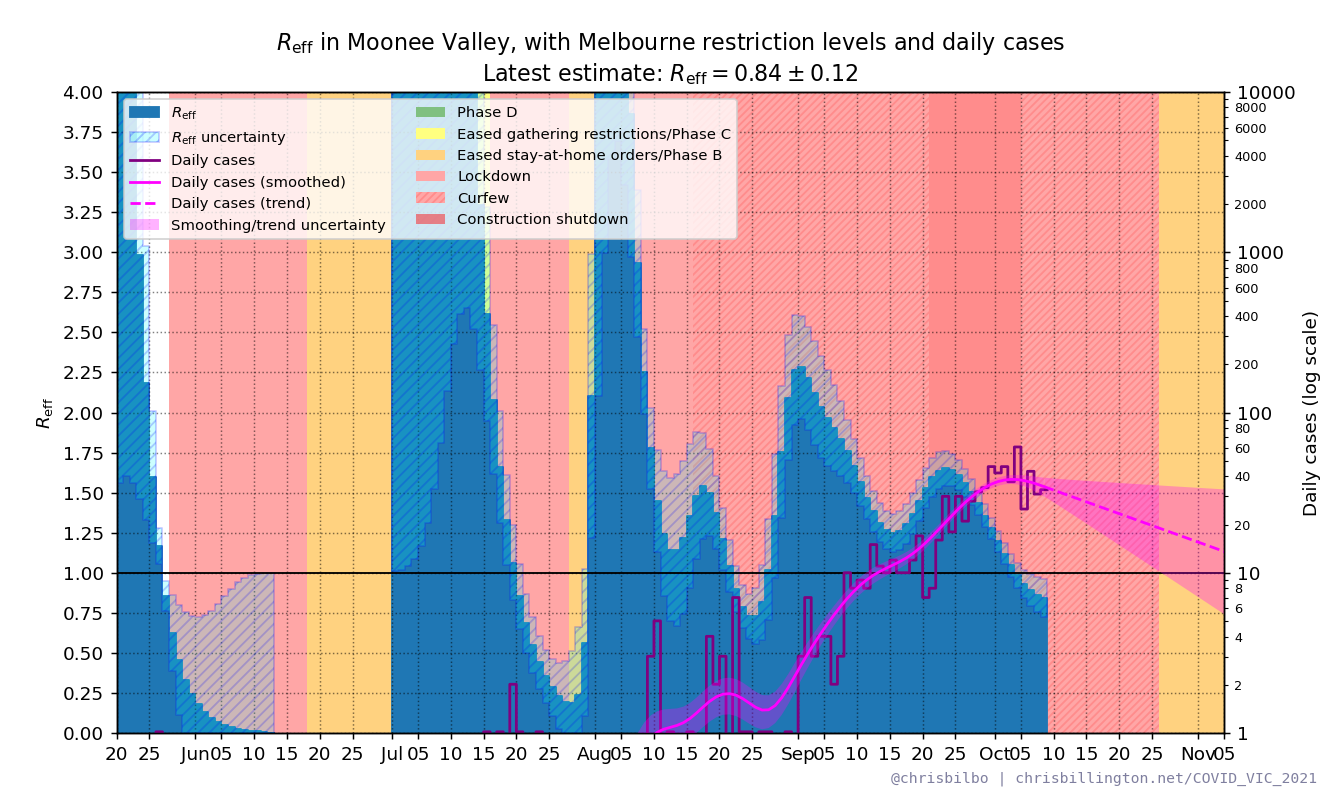 R_eff in Moonee Valley, with Melbourne restriction levels and daily cases
Latest estimate: R_eff = 0.84 ± 0.12
R_eff
R_eff uncertainty
Daily cases
Daily cases (smoothed)
Daily cases (trend)
Smoothing/trend uncertainty
Phase D
Eased gathering restrictions/Phase C
Eased stay-at-home orders/Phase B
Lockdown
Curfew
Construction shutdown
4.00
3.75
3.50
3.25
3.00
2.75
2.50
2.25
2.00
1.75
1.50
1.25
1.00
0.75
0.50
0.25
0.00
R_eff
10000
8000
6000
4000
2000
1000
800
600
400
200
100
80
60
40
20
10
8
6
4
2
1
Daily cases (log scale)
20 25 Jun 05 10 15 20 25 Jul 05 10 15 20 25 Aug 05 10 15 20 25 Sep 05 10 15 20 25 Oct 05 10 15 20 25 Nov 05
@chrisbilbo | chrisbillington.net/COVID_VIC_2021